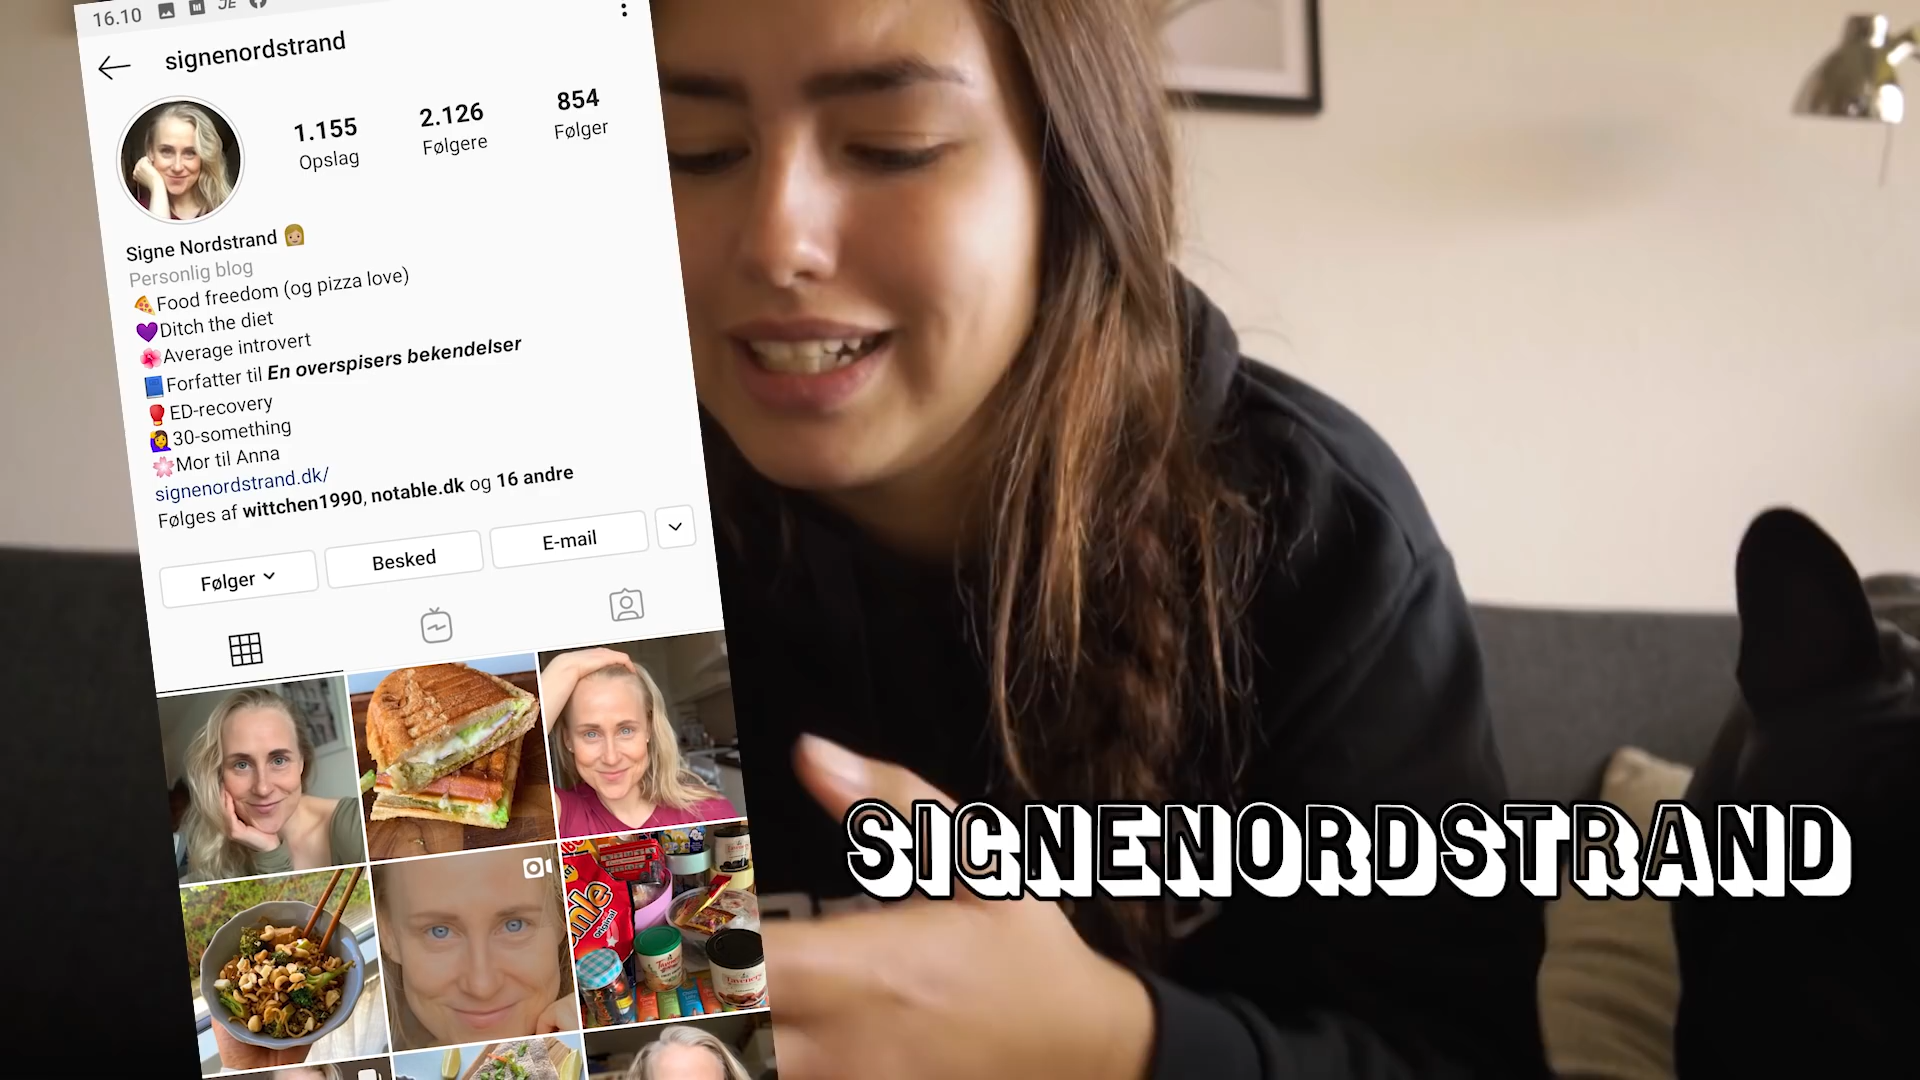 16.10
signenordstrand
1.155 2.126 854
Opslag Følgere Følger
Signe Nordstrand
Personlig blog
Food freedom (og pizza love)
Ditch the diet
Average introvert
Forfatter til En overspisers bekendelser
ED-recovery
30-something
Mor til Anna
signenordstrand.dk/
Følges af wittchen1990, notable.dk og 16 andre
Følger Besked E-mail
original
SIGNENORDSTRAND